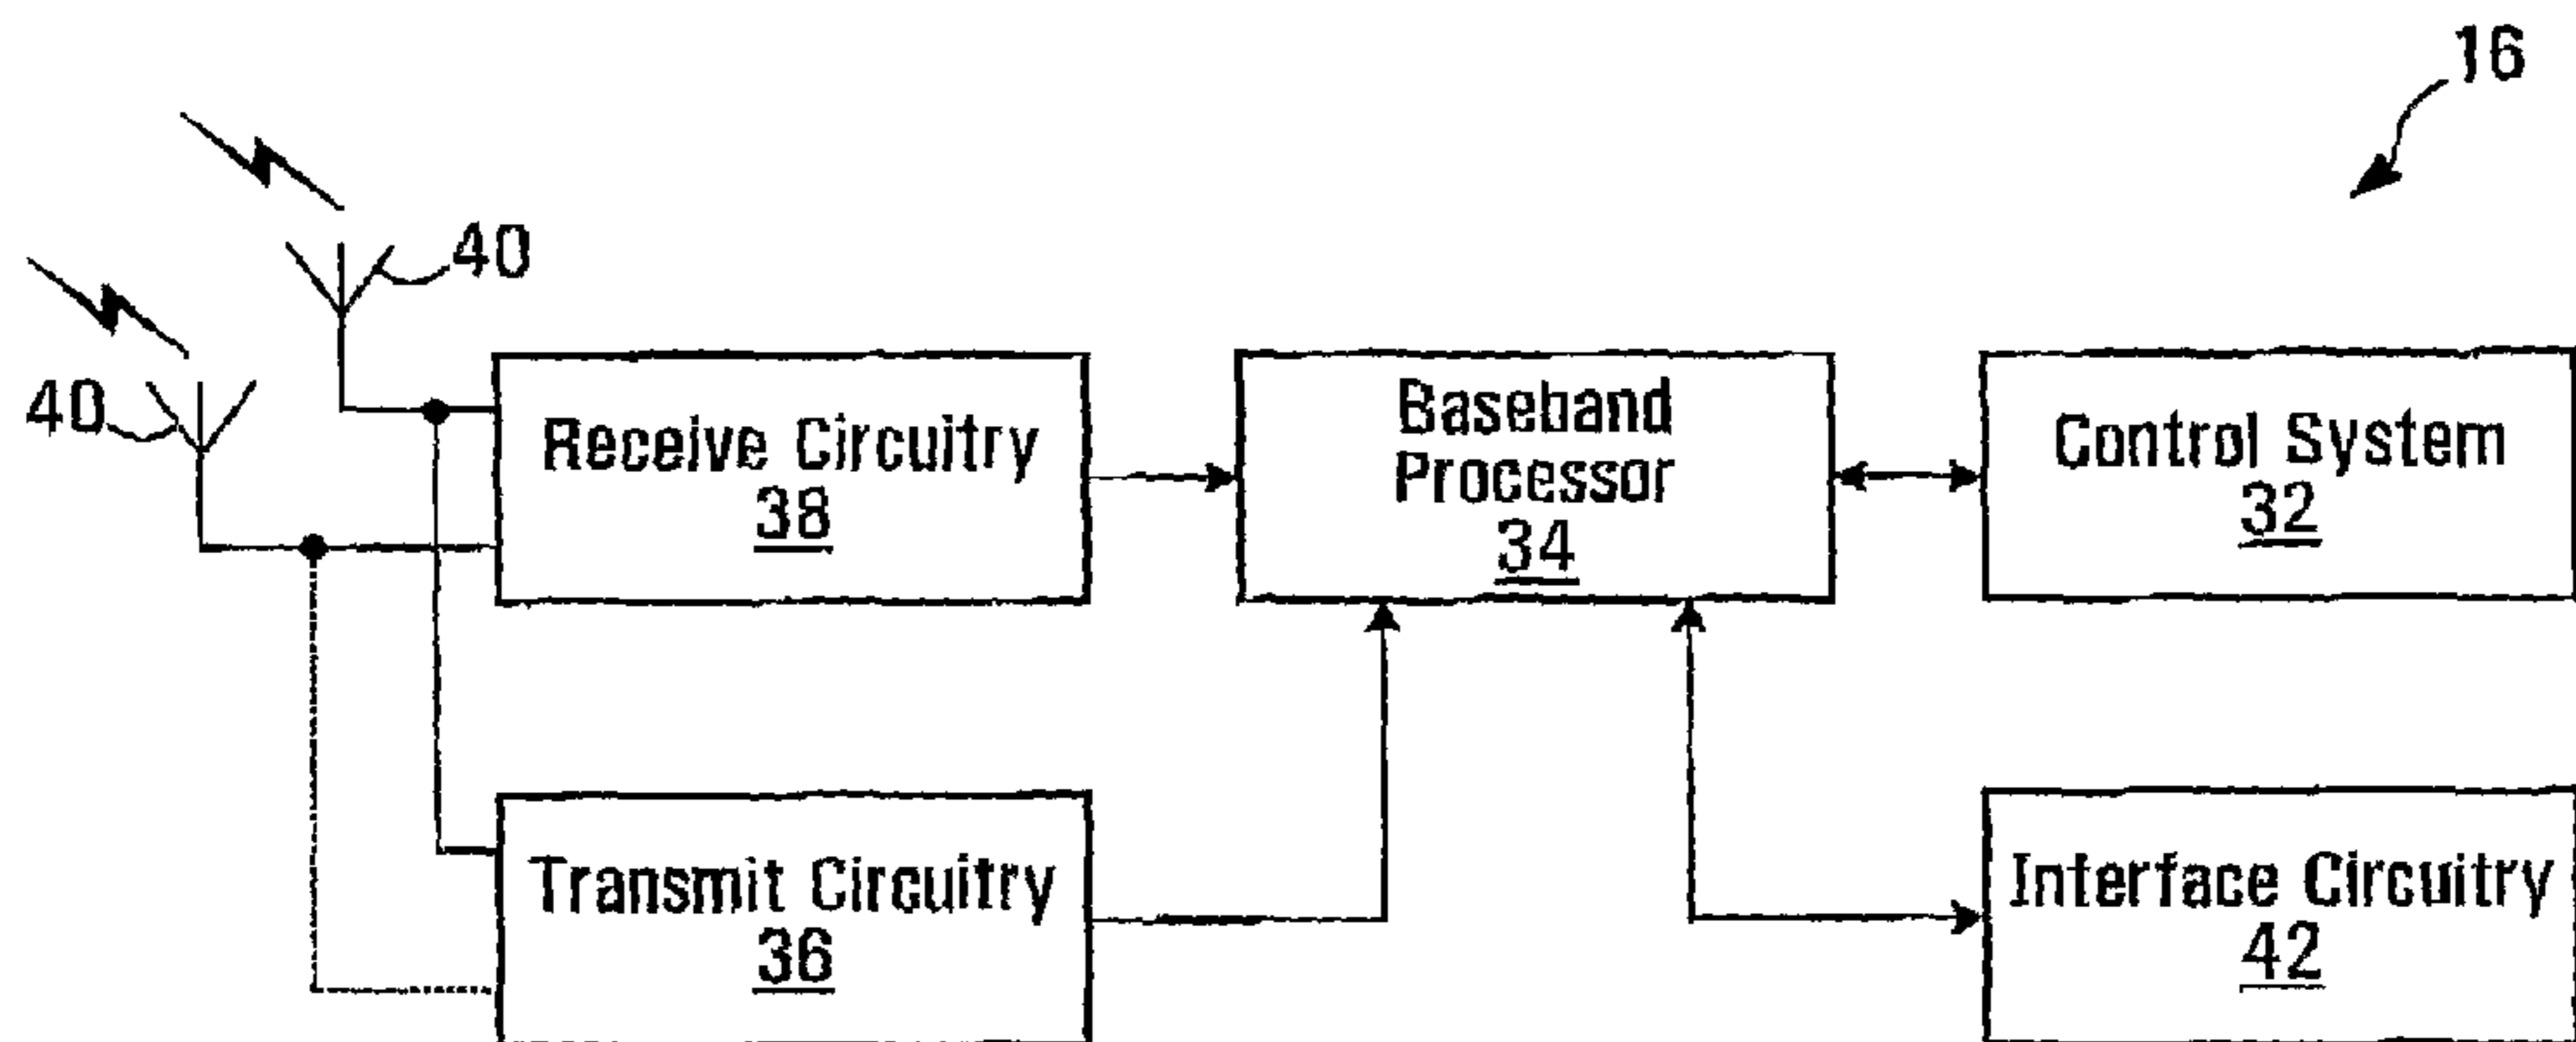 16
40
40
Receive Circuitry
38
Baseband
Processor
34
Control System
32
Transmit Circuitry
36
Interface Circuitry
42